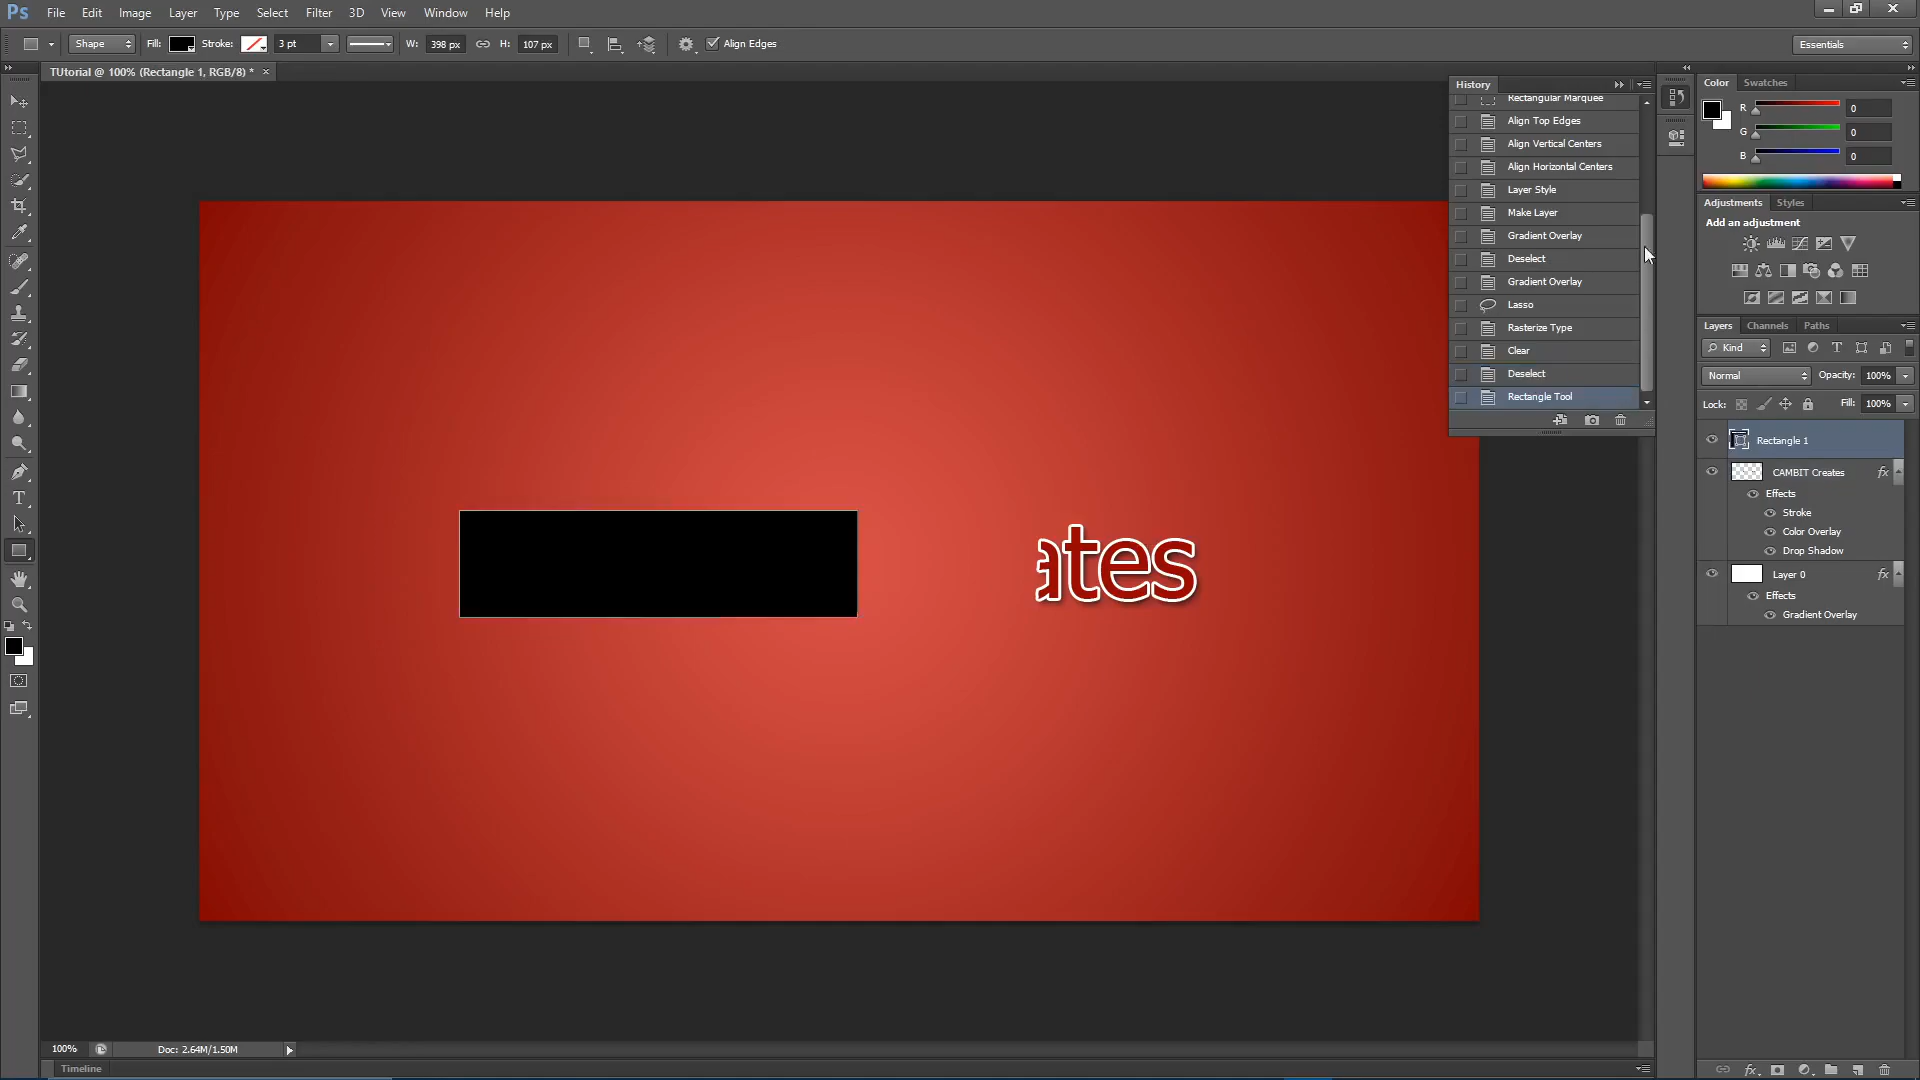 Ps File Edit Image Layer Type Select Filter 3D View Window Help
Shape Fill: Stroke: 3 pt W: 398 px H: 107 px Align Edges Essentials
TUtorial @ 100% (Rectangle 1, RGB/8) * ×
History
Rectangular Marquee
Align Top Edges
Align Vertical Centers
Align Horizontal Centers
Layer Style
Make Layer
Gradient Overlay
Deselect
Gradient Overlay
Lasso
Rasterize Type
Clear
Deselect
Rectangle Tool
Color Swatches
R 0
G 0
B 0
Adjustments Styles
Add an adjustment
Layers Channels Paths
Kind
Normal Opacity: 100%
Lock: Fill: 100%
Rectangle 1
CAMBIT Creates fx
Effects
Stroke
Color Overlay
Drop Shadow
Layer 0 fx
Effects
Gradient Overlay
ates
100% Doc: 2.64M/1.50M
Timeline
fx